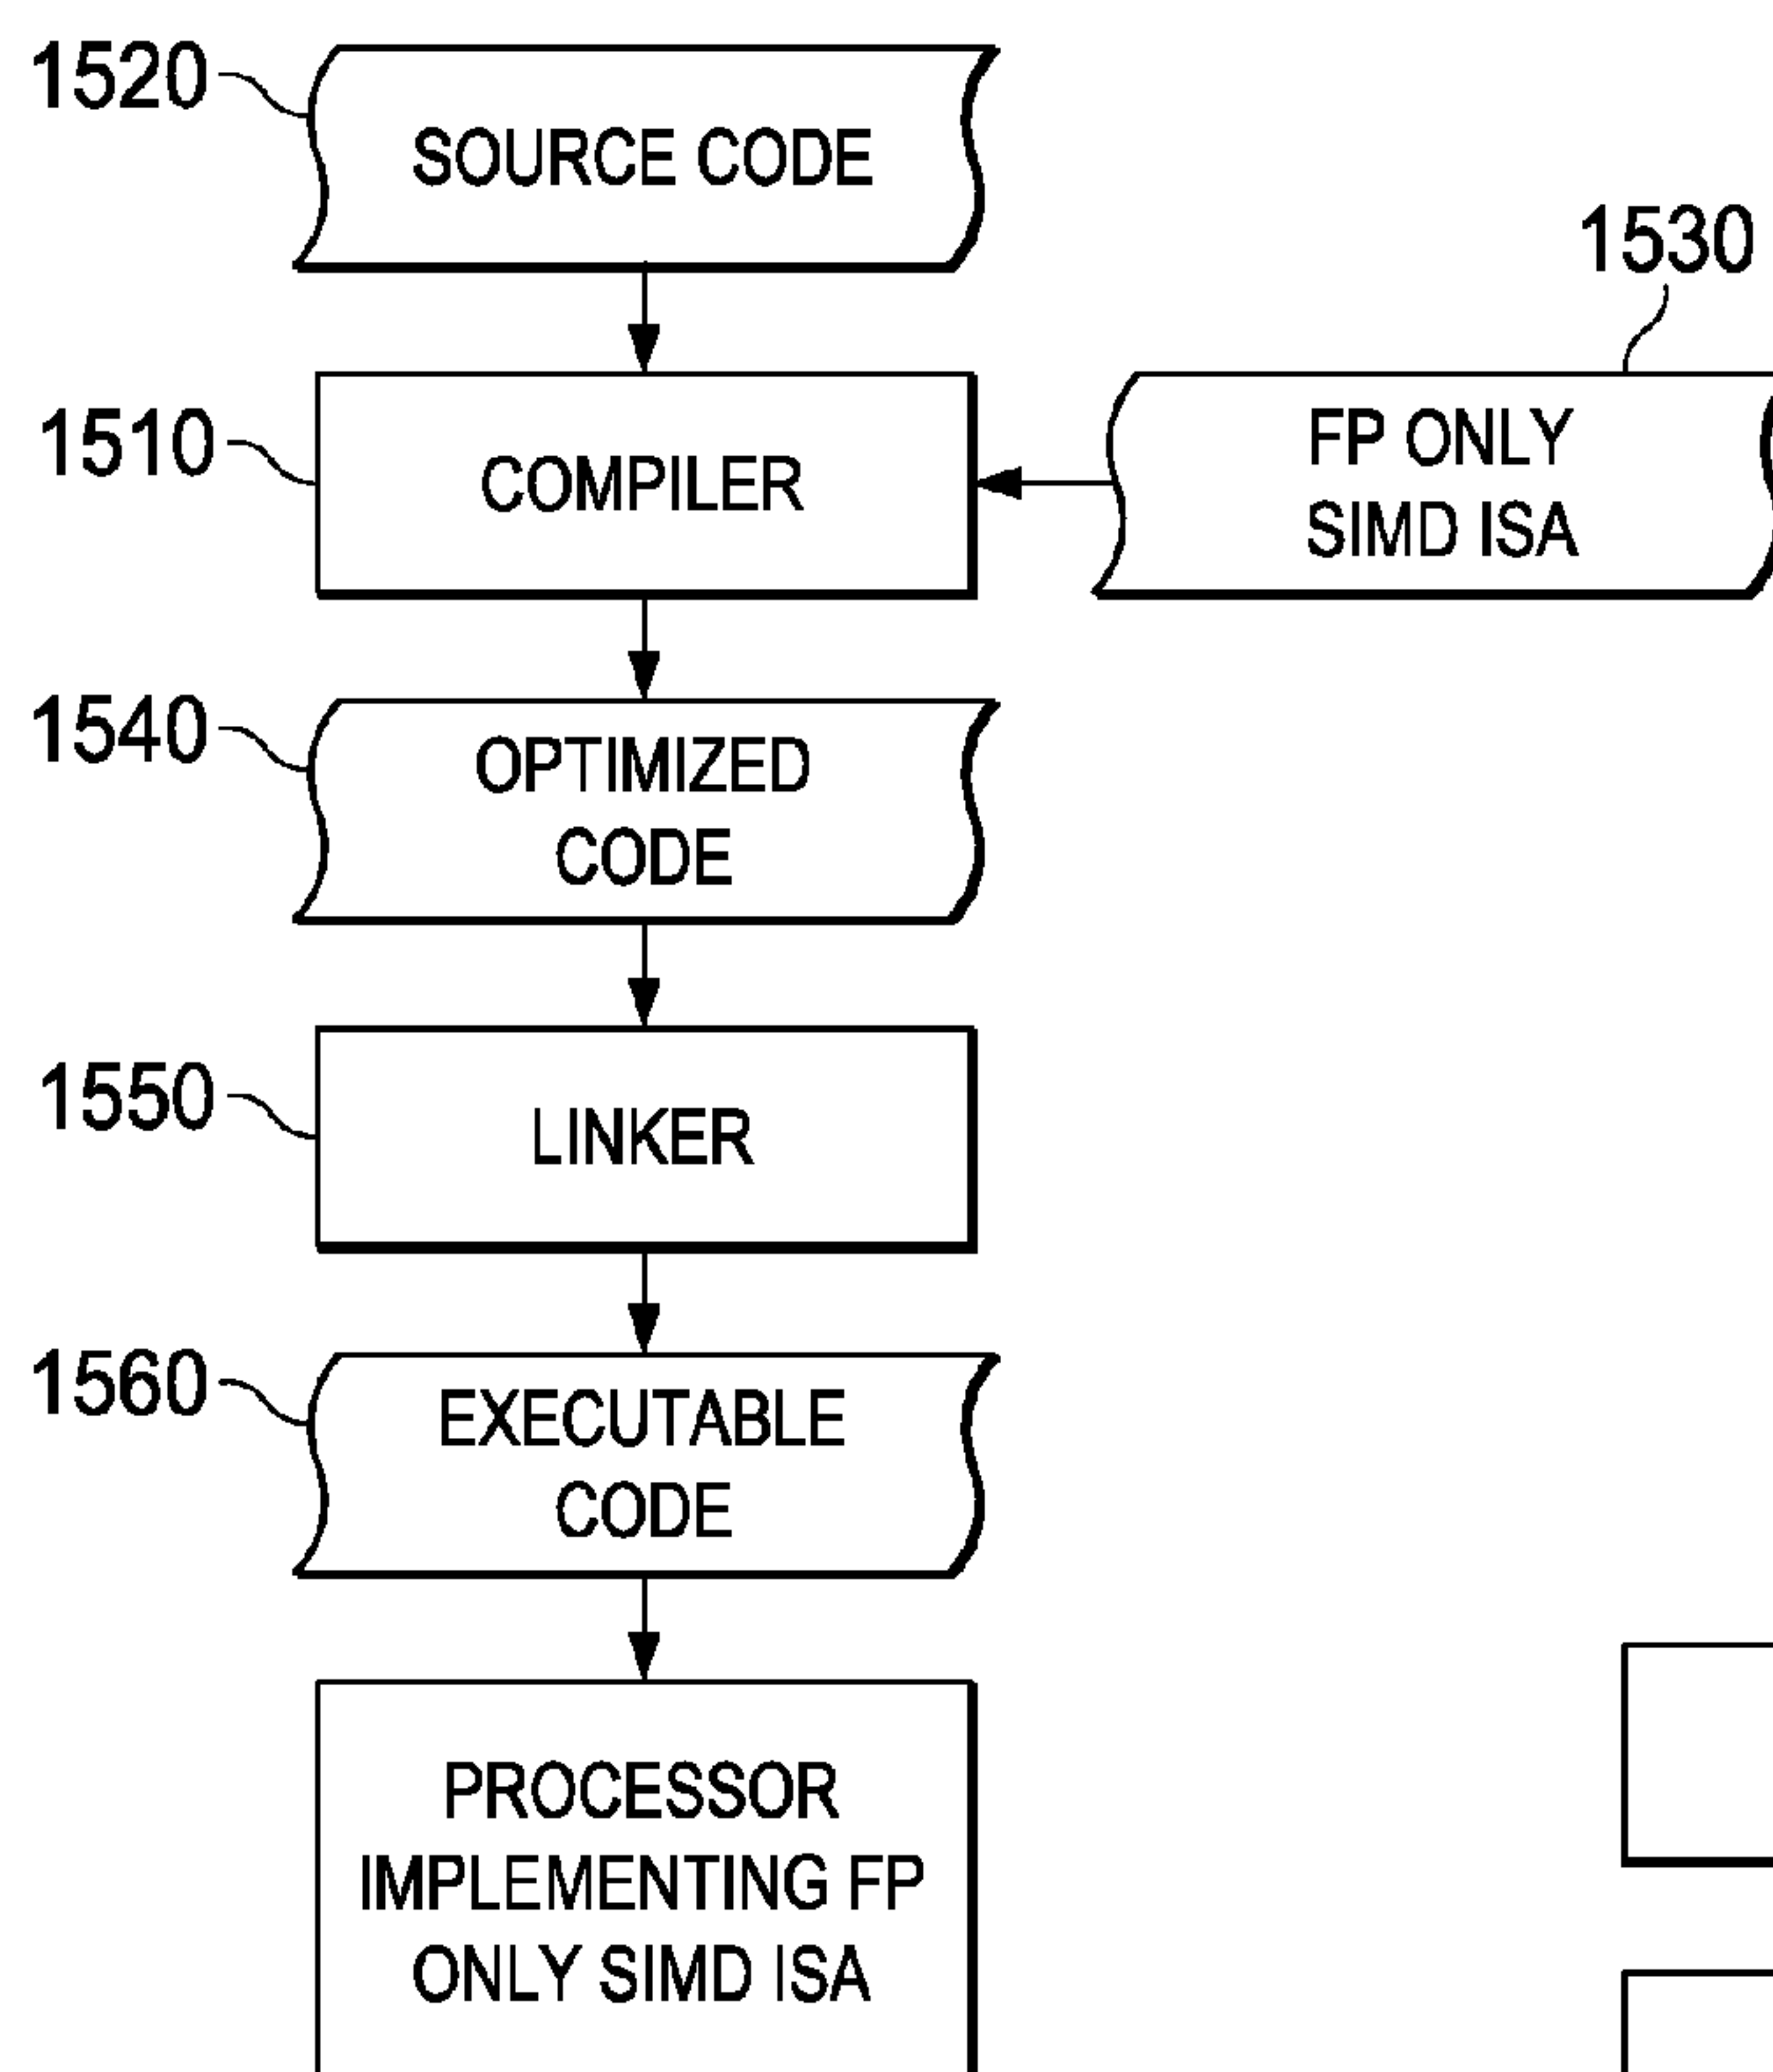 1520
SOURCE CODE
1530
1510
COMPILER
FP ONLY
SIMD ISA
1540
OPTIMIZED
CODE
1550
LINKER
1560
EXECUTABLE
CODE
PROCESSOR
IMPLEMENTING FP
ONLY SIMD ISA